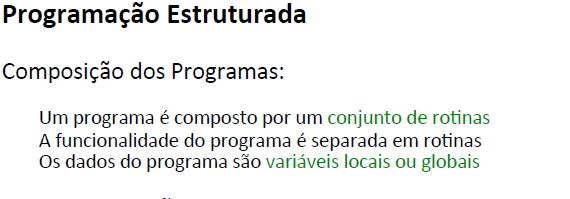 Programação Estruturada
Composição dos Programas:
Um programa é composto por um conjunto de rotinas
A funcionalidade do programa é separada em rotinas
Os dados do programa são variáveis locais ou globais